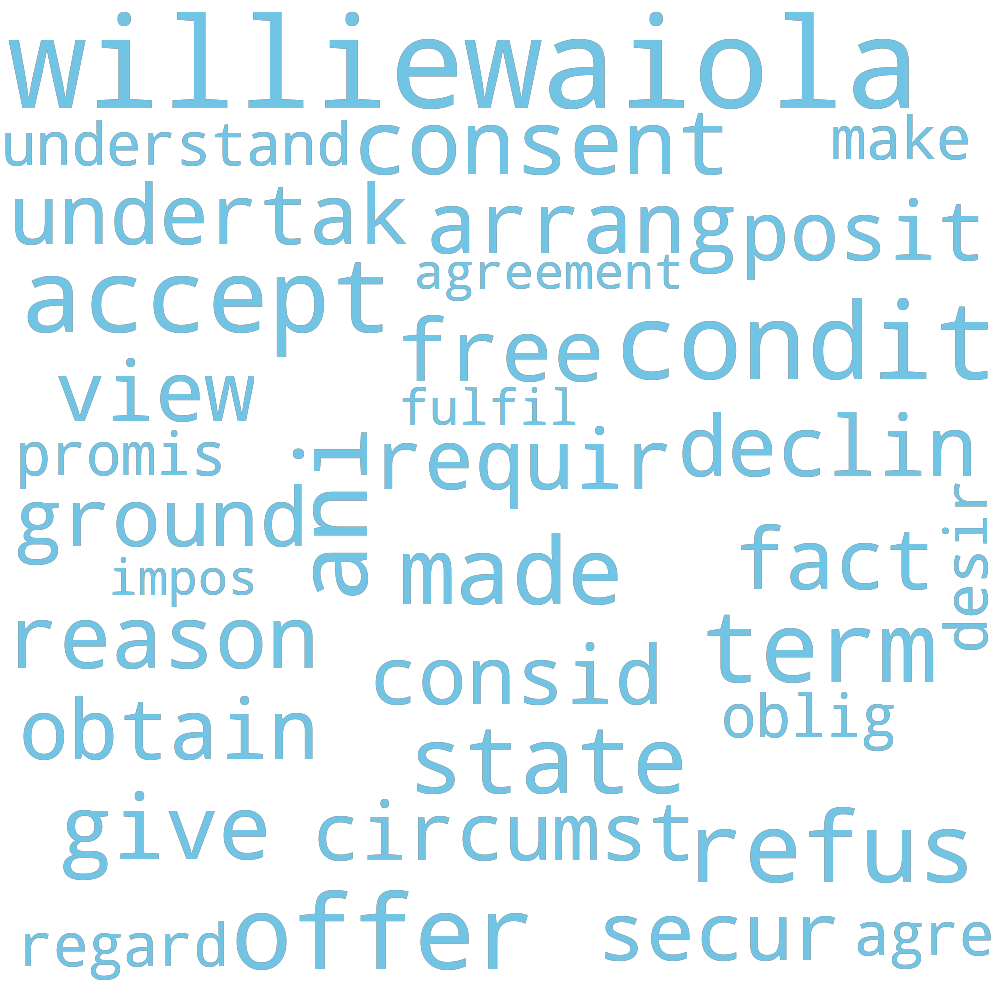 williewaiola
understand consent make
undertak arrang posit
accept agreement
free condit
view fulfil
promis ani requir declin
ground desir
impos made fact
reason consid term
obtain oblig
state
give circumst refus
regard offer secur agre